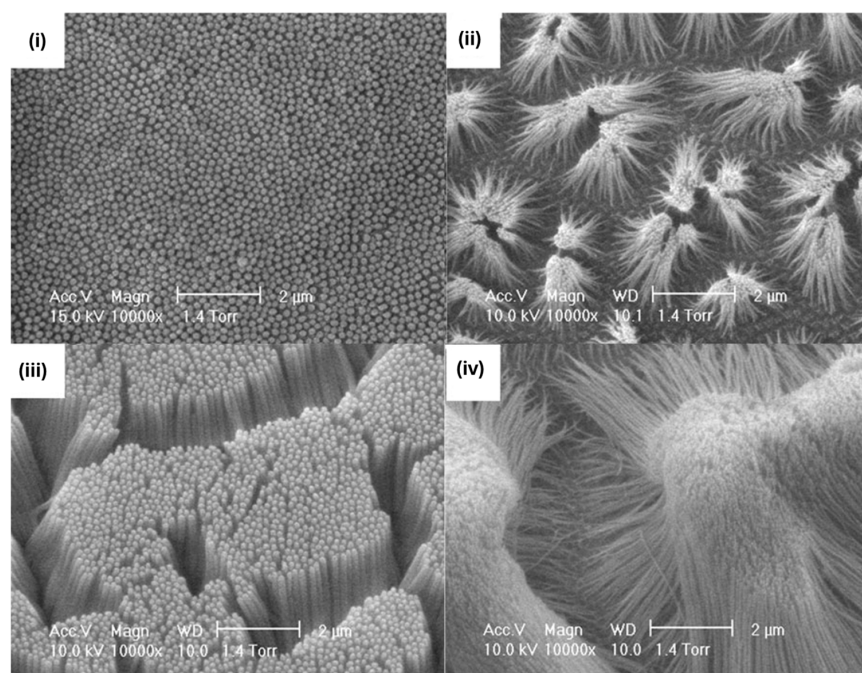 (i)
Acc.V Magn 2 µm
15.0 kV 10000x 1.4 Torr
(ii)
Acc.V Magn WD 2 µm
10.0 kV 10000x 10.1 1.4 Torr
(iii)
Acc.V Magn WD 2 µm
10.0 kV 10000x 10.0 1.4 Torr
(iv)
Acc.V Magn WD 2 µm
10.0 kV 10000x 10.0 1.4 Torr